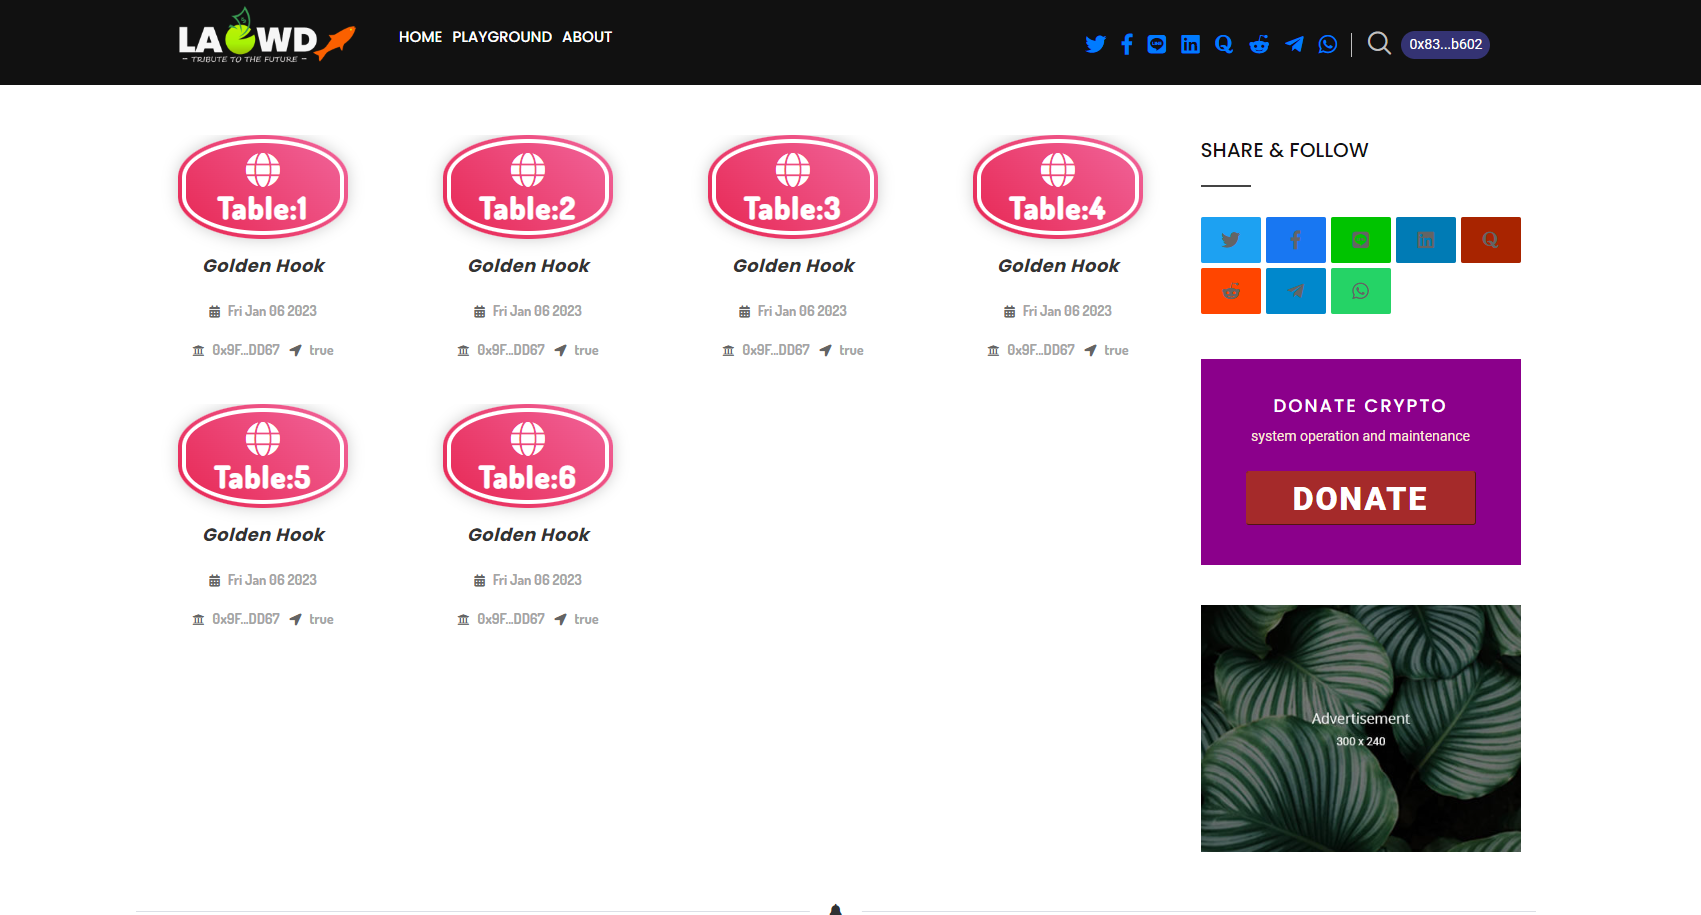 LAOWD
– TRIBUTE TO THE FUTURE –
HOME PLAYGROUND ABOUT
0x83...b602
Table:1
Golden Hook
Fri Jan 06 2023
0x9F...DD67 true
Table:2
Golden Hook
Fri Jan 06 2023
0x9F...DD67 true
Table:3
Golden Hook
Fri Jan 06 2023
0x9F...DD67 true
Table:4
Golden Hook
Fri Jan 06 2023
0x9F...DD67 true
Table:5
Golden Hook
Fri Jan 06 2023
0x9F...DD67 true
Table:6
Golden Hook
Fri Jan 06 2023
0x9F...DD67 true
SHARE & FOLLOW
DONATE CRYPTO
system operation and maintenance
DONATE
Advertisement
300 x 240